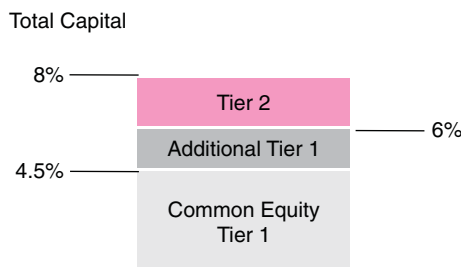 Total Capital
8%
Tier 2
6%
Additional Tier 1
4.5%
Common Equity
Tier 1